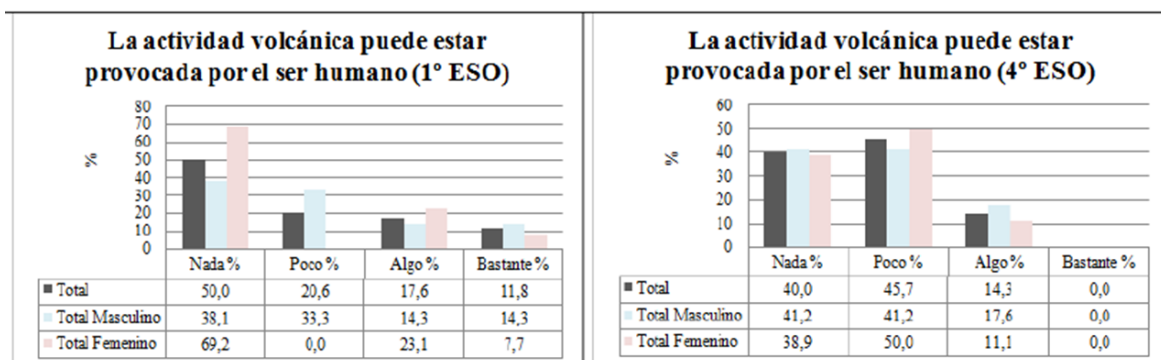 La actividad volcánica puede estar
provocada por el ser humano (1º ESO)
80
70
60
50
40
30
20
10
0
%
Nada % Poco % Algo % Bastante %
Total 50,0 20,6 17,6 11,8
Total Masculino 38,1 33,3 14,3 14,3
Total Femenino 69,2 0,0 23,1 7,7
La actividad volcánica puede estar
provocada por el ser humano (4º ESO)
60
50
40
30
20
10
0
%
Nada % Poco % Algo % Bastante %
Total 40,0 45,7 14,3 0,0
Total Masculino 41,2 41,2 17,6 0,0
Total Femenino 38,9 50,0 11,1 0,0